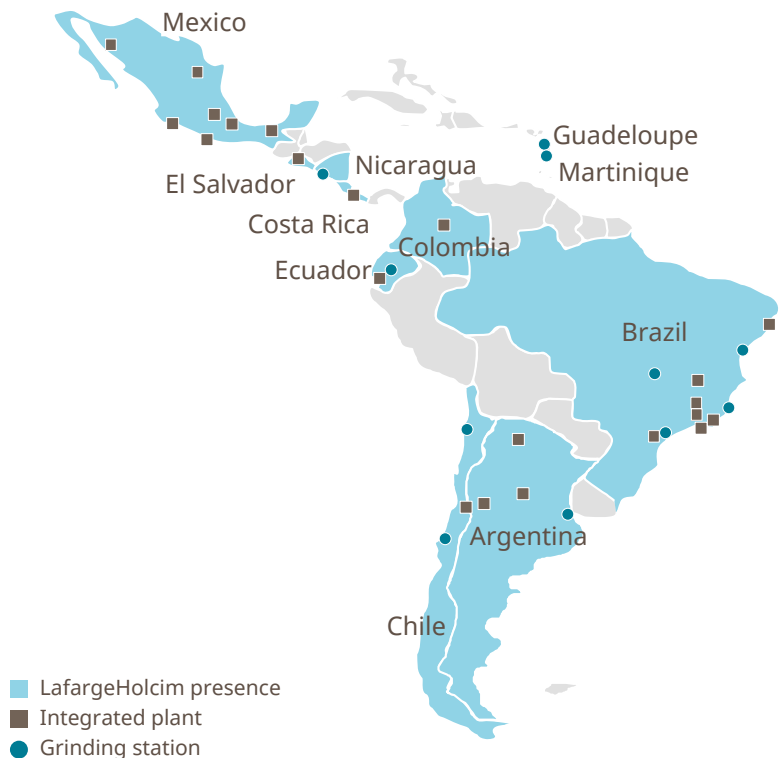 Mexico
Guadeloupe
Nicaragua
Martinique
El Salvador
Costa Rica
Colombia
Ecuador
Brazil
Argentina
Chile
LafargeHolcim presence
Integrated plant
Grinding station